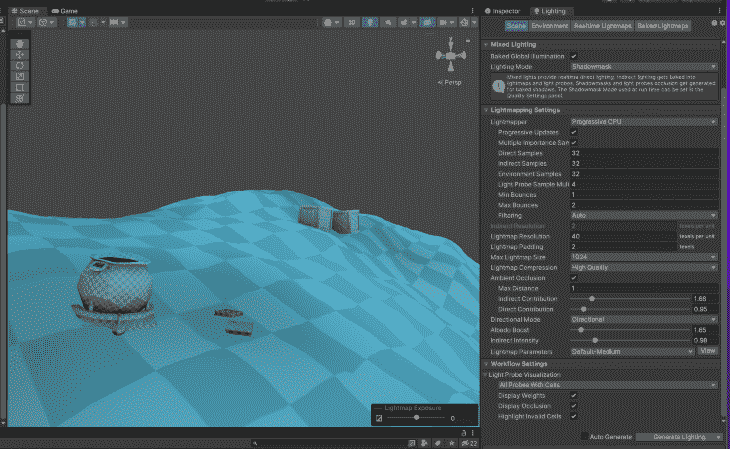 Scene
Game
Persp
Lightmap Exposure
0
22
Inspector
Lighting
Scene
Environment
Realtime Lightmaps
Baked Lightmaps
Mixed Lighting
Baked Global Illumination
Lighting Mode
Shadowmask
Mixed lights provide realtime direct lighting. Indirect lighting gets baked into
lightmaps and light probes. Shadowmasks and light probes occlusion get generated
for baked shadows. The Shadowmask Mode used at run time can be set in the
Quality Settings panel.
Lightmapping Settings
Lightmapper
Progressive CPU
Progressive Updates
Multiple Importance Sam
Direct Samples
32
Indirect Samples
32
Environment Samples
32
Light Probe Sample Mult
4
Min Bounces
1
Max Bounces
2
Filtering
Auto
Indirect Resolution
2
texels per unit
Lightmap Resolution
40
texels per unit
Lightmap Padding
2
texels
Max Lightmap Size
1024
Lightmap Compression
High Quality
Ambient Occlusion
Max Distance
1
Indirect Contribution
1.66
Direct Contribution
0.95
Directional Mode
Directional
Albedo Boost
1.65
Indirect Intensity
0.98
Lightmap Parameters
Default-Medium
View
Workflow Settings
Light Probe Visualization
All Probes With Cells
Display Weights
Display Occlusion
Highlight Invalid Cells
Auto Generate
Generate Lighting